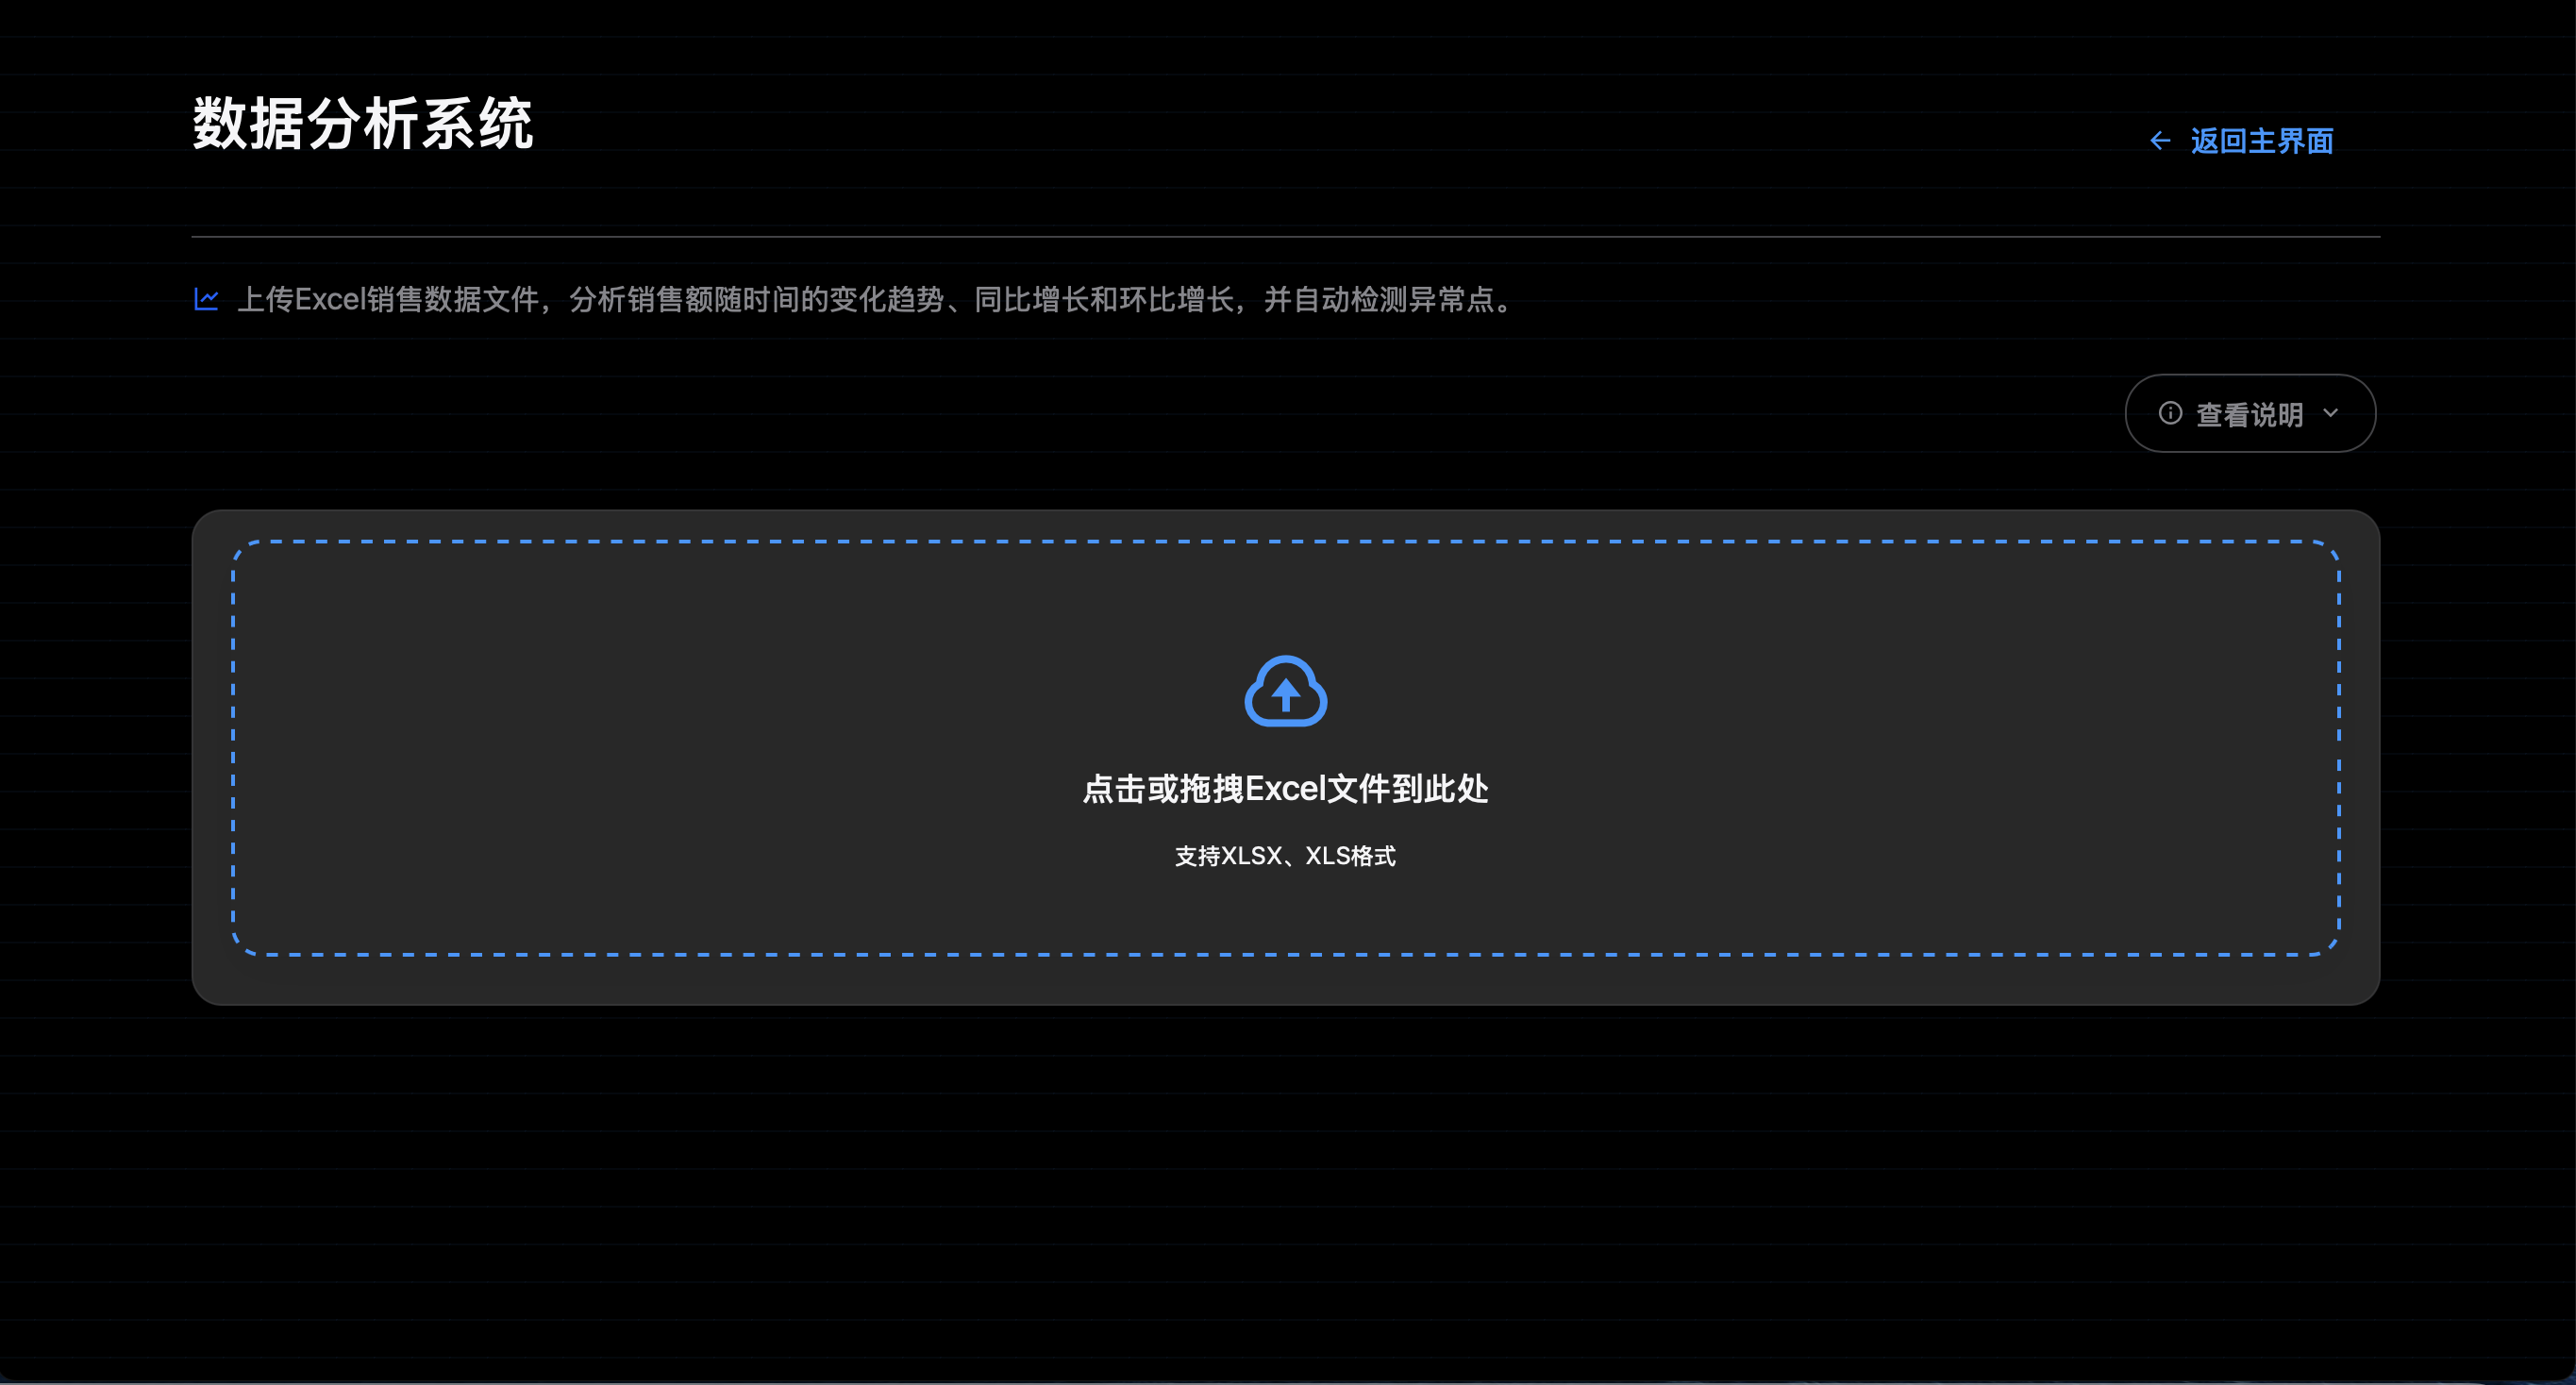 数据分析系统
返回主界面
上传Excel销售数据文件，分析销售额随时间的变化趋势、同比增长和环比增长，并自动检测异常点。
查看说明
点击或拖拽Excel文件到此处
支持XLSX、XLS格式